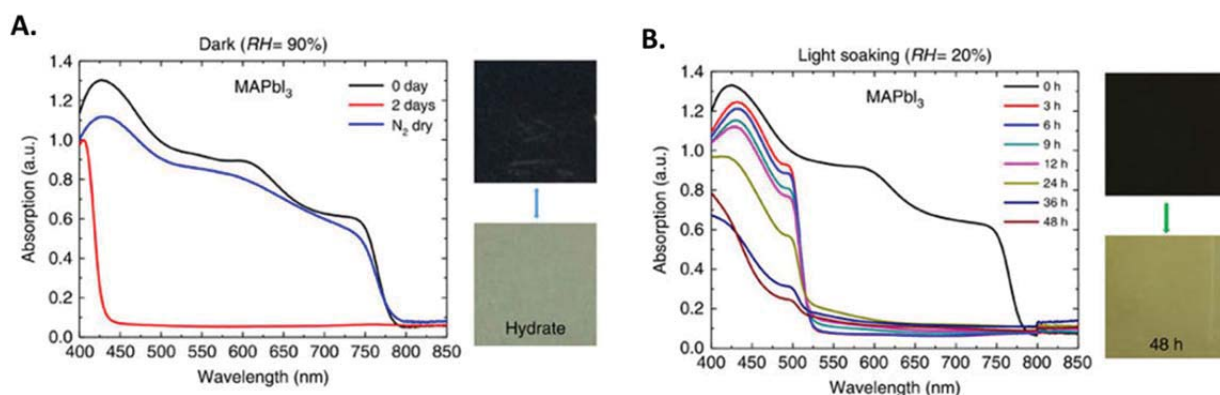 A.
Dark (RH= 90%)
MAPbI₃
0 day
2 days
N₂ dry
1.4
1.2
1.0
0.8
0.6
0.4
0.2
0.0
Absorption (a.u.)
400 450 500 550 600 650 700 750 800 850
Wavelength (nm)
Hydrate
B.
Light soaking (RH= 20%)
MAPbI₃
0 h
3 h
6 h
9 h
12 h
24 h
36 h
48 h
1.4
1.2
1.0
0.8
0.6
0.4
0.2
0.0
Absorption (a.u.)
400 450 500 550 600 650 700 750 800 850
Wavelength (nm)
48 h